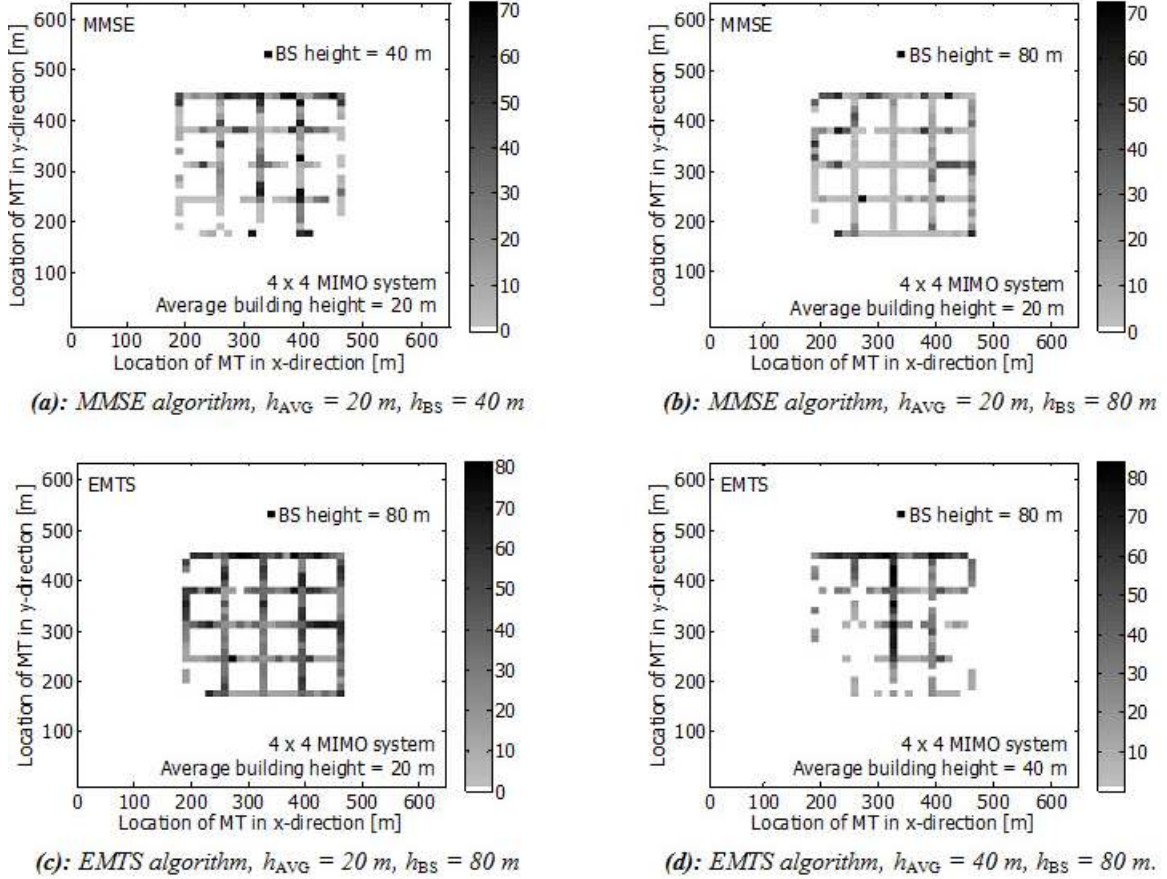 MMSE
BS height = 40 m
4 x 4 MIMO system
Average building height = 20 m
Location of MT in y-direction [m]
600
500
400
300
200
100
0 100 200 300 400 500 600
Location of MT in x-direction [m]
70
60
50
40
30
20
10
0
(a): MMSE algorithm, hAVG = 20 m, hBS = 40 m
MMSE
BS height = 80 m
4 x 4 MIMO system
Average building height = 20 m
Location of MT in y-direction [m]
600
500
400
300
200
100
0 100 200 300 400 500 600
Location of MT in x-direction [m]
70
60
50
40
30
20
10
0
(b): MMSE algorithm, hAVG = 20 m, hBS = 80 m
EMTS
BS height = 80 m
4 x 4 MIMO system
Average building height = 20 m
Location of MT in y-direction [m]
600
500
400
300
200
100
0 100 200 300 400 500 600
Location of MT in x-direction [m]
80
70
60
50
40
30
20
10
0
(c): EMTS algorithm, hAVG = 20 m, hBS = 80 m
EMTS
BS height = 80 m
4 x 4 MIMO system
Average building height = 40 m
Location of MT in y-direction [m]
600
500
400
300
200
100
0 100 200 300 400 500 600
Location of MT in x-direction [m]
80
70
60
50
40
30
20
10
(d): EMTS algorithm, hAVG = 40 m, hBS = 80 m.